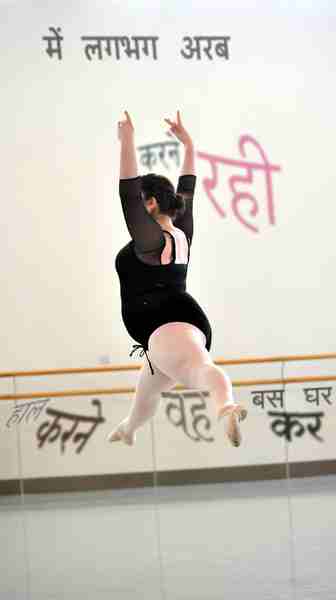 में लगभग अरब
करने
रही
हाल
करने
वह
बस घर
कर